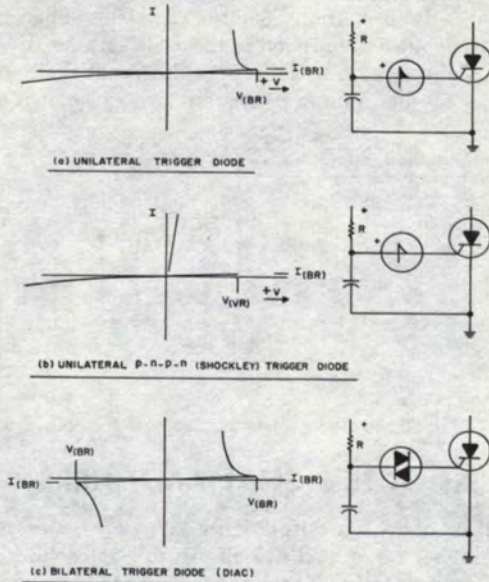 I
+
R
I(BR)
+
+ V
V(BR)
(a) UNILATERAL TRIGGER DIODE
I
+
R
+
I(BR)
V(VR)
+V
(b) UNILATERAL p-n-p-n (SHOCKLEY) TRIGGER DIODE
+
V(BR)
R
I(BR)
I(BR)
V(BR)
(c) BILATERAL TRIGGER DIODE (DIAC)